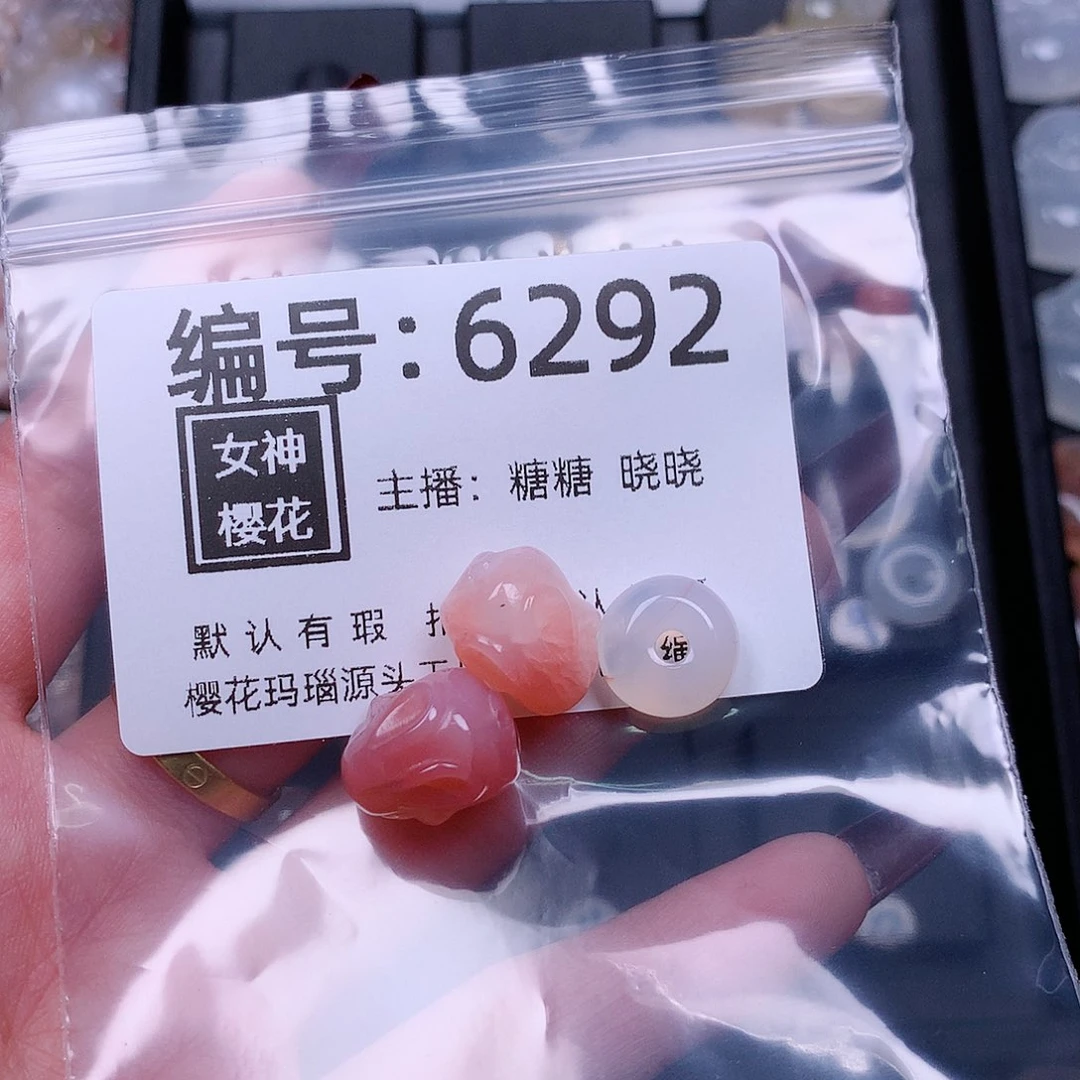 编号：6292
女神
樱花
主播：糖糖 晓晓
默认有瑕
樱花玛瑙源头
维